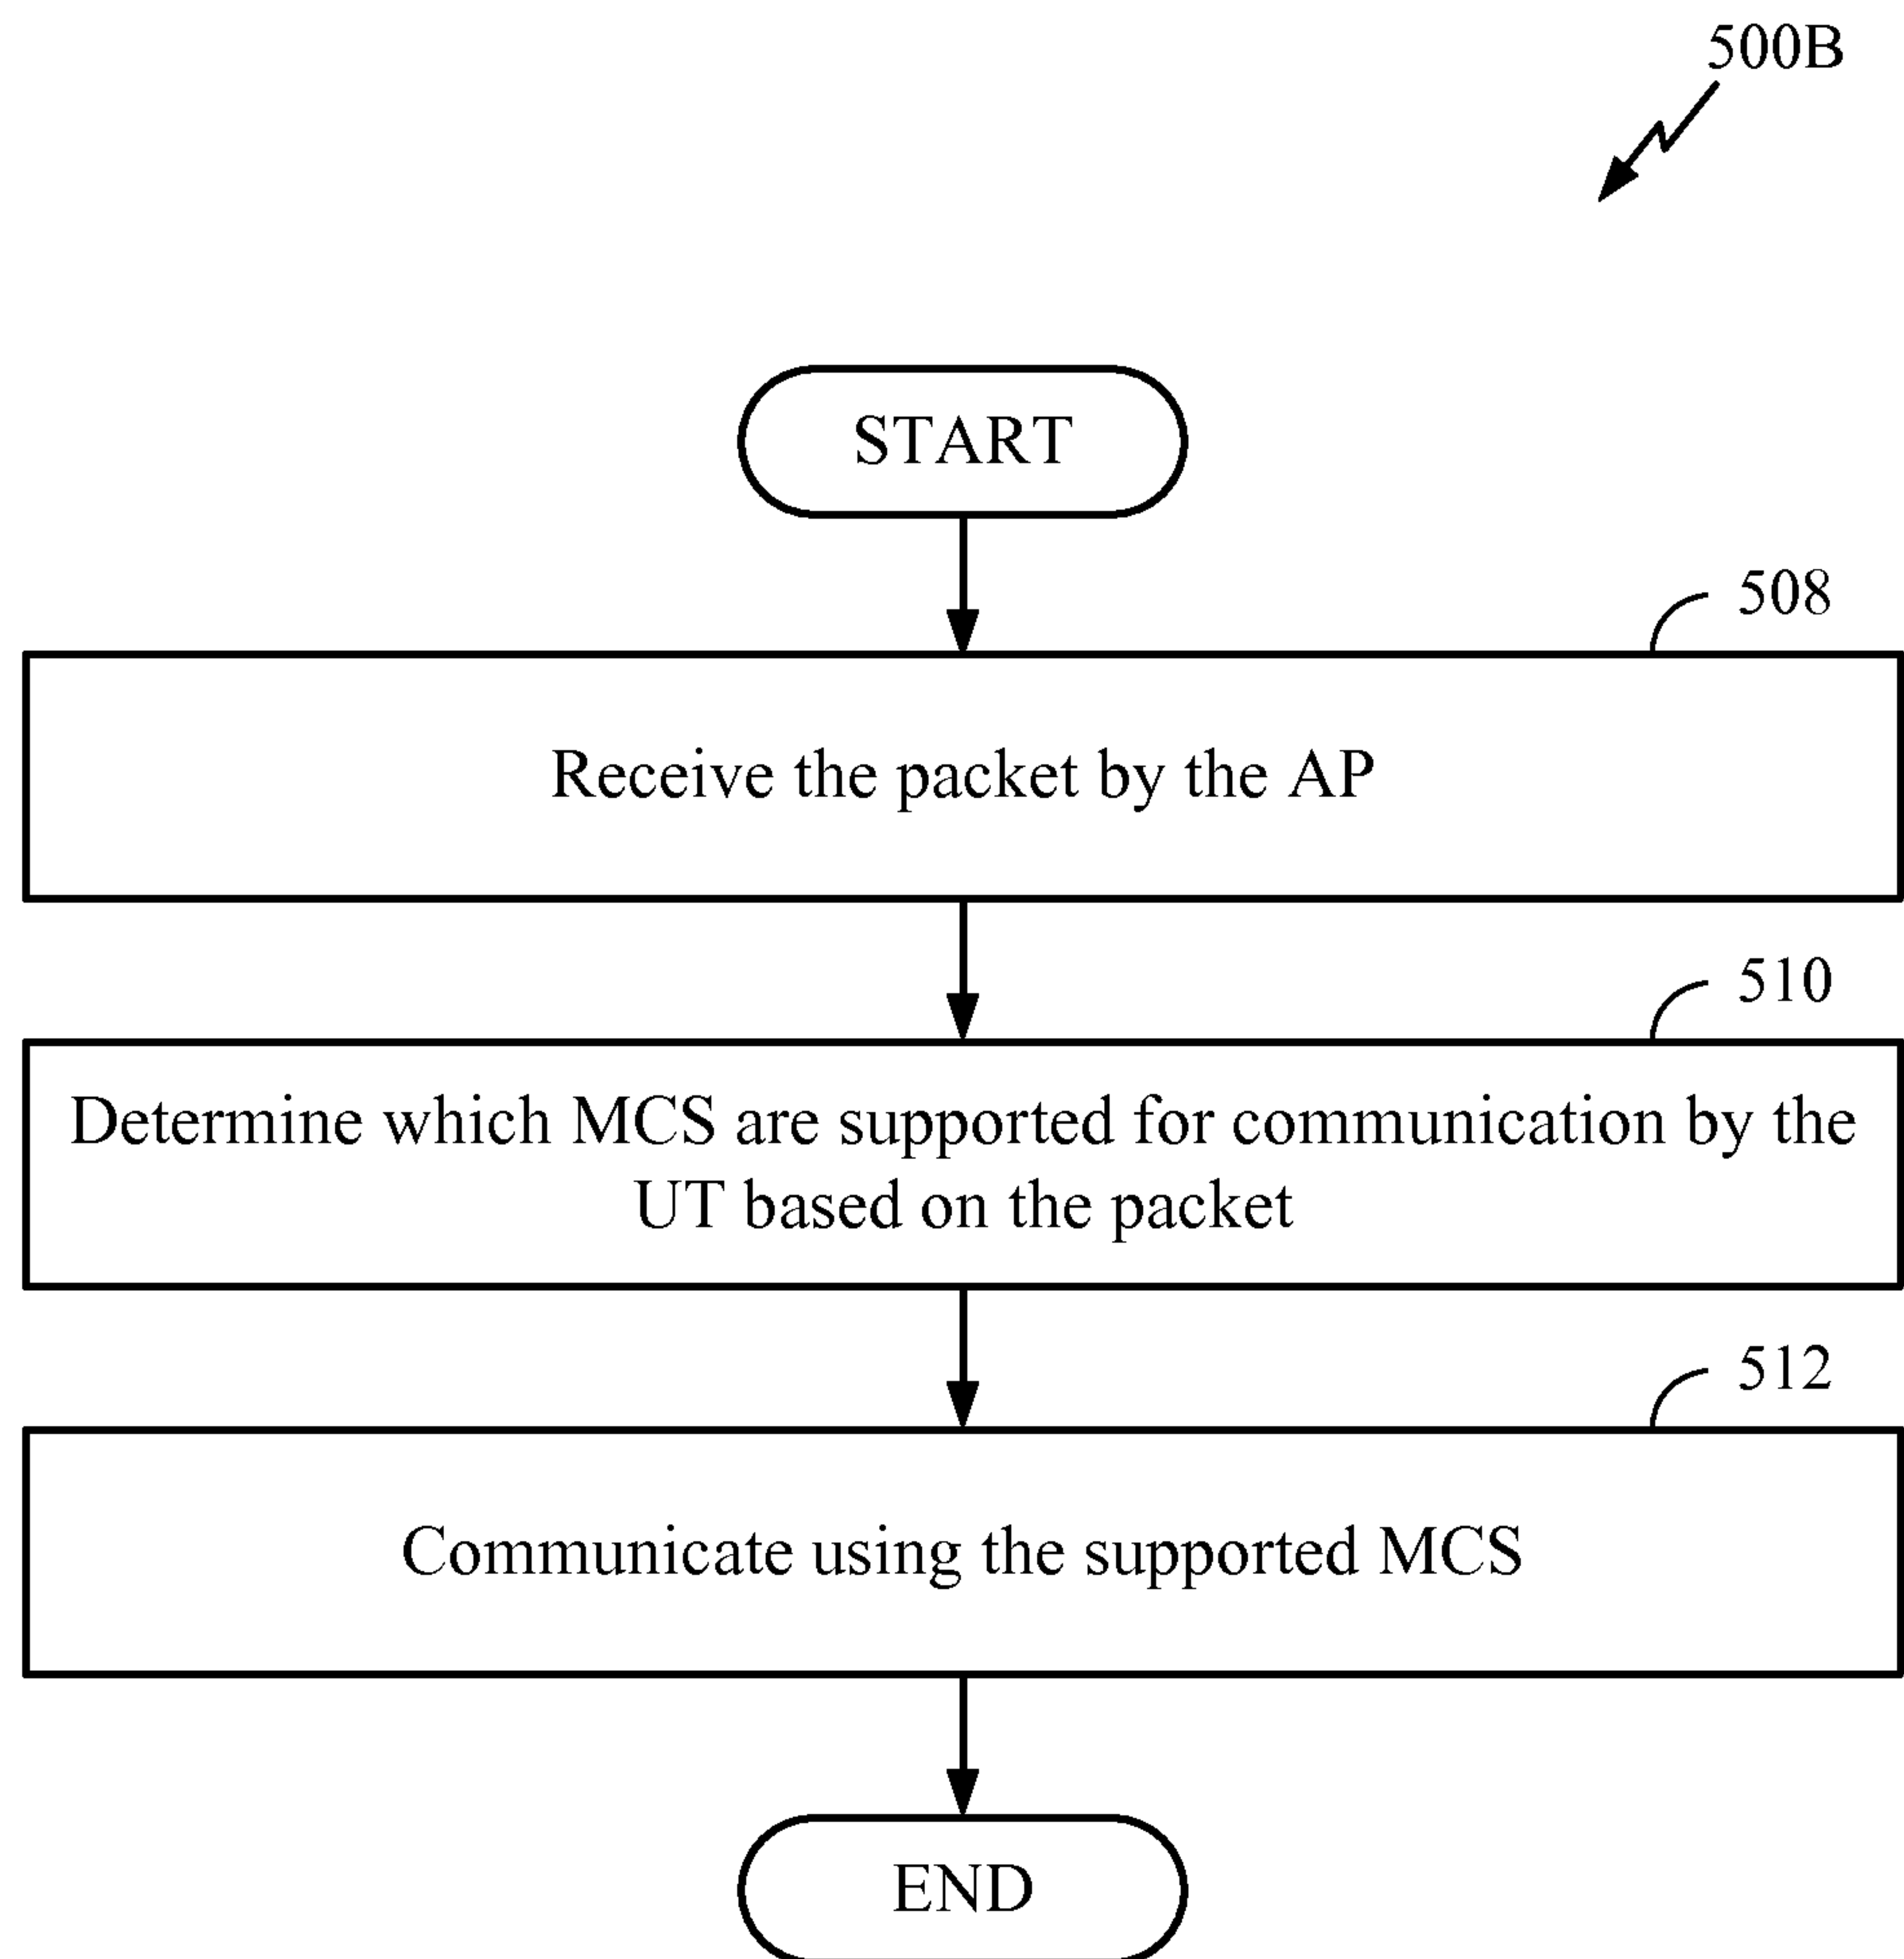 500B
START
508
Receive the packet by the AP
510
Determine which MCS are supported for communication by the
UT based on the packet
512
Communicate using the supported MCS
END